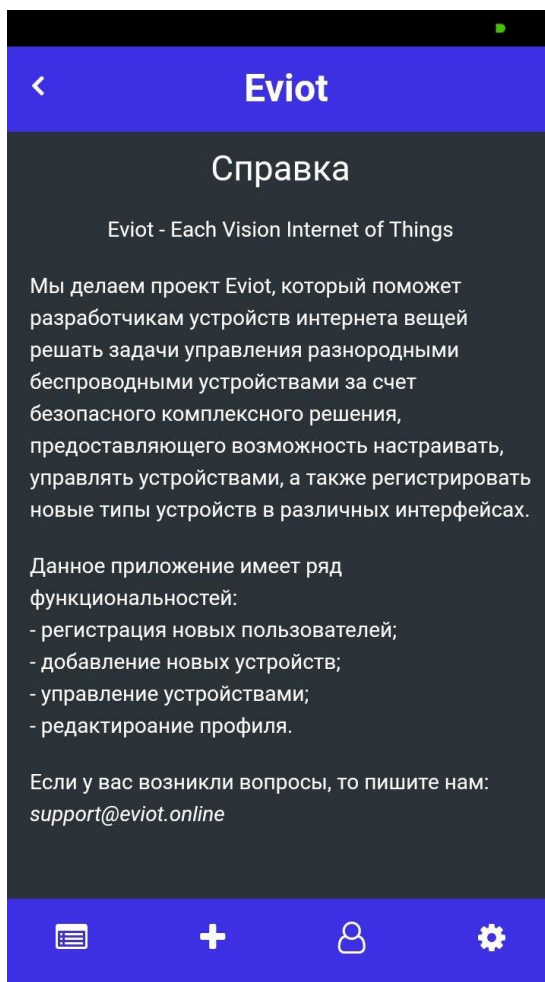 Eviot
Справка
Eviot - Each Vision Internet of Things
Мы делаем проект Eviot, который поможет
разработчикам устройств интернета вещей
решать задачи управления разнородными
беспроводными устройствами за счет
безопасного комплексного решения,
предоставляющего возможность настраивать,
управлять устройствами, а также регистрировать
новые типы устройств в различных интерфейсах.
Данное приложение имеет ряд
функциональностей:
- регистрация новых пользователей;
- добавление новых устройств;
- управление устройствами;
- редактироание профиля.
Если у вас возникли вопросы, то пишите нам:
support@eviot.online